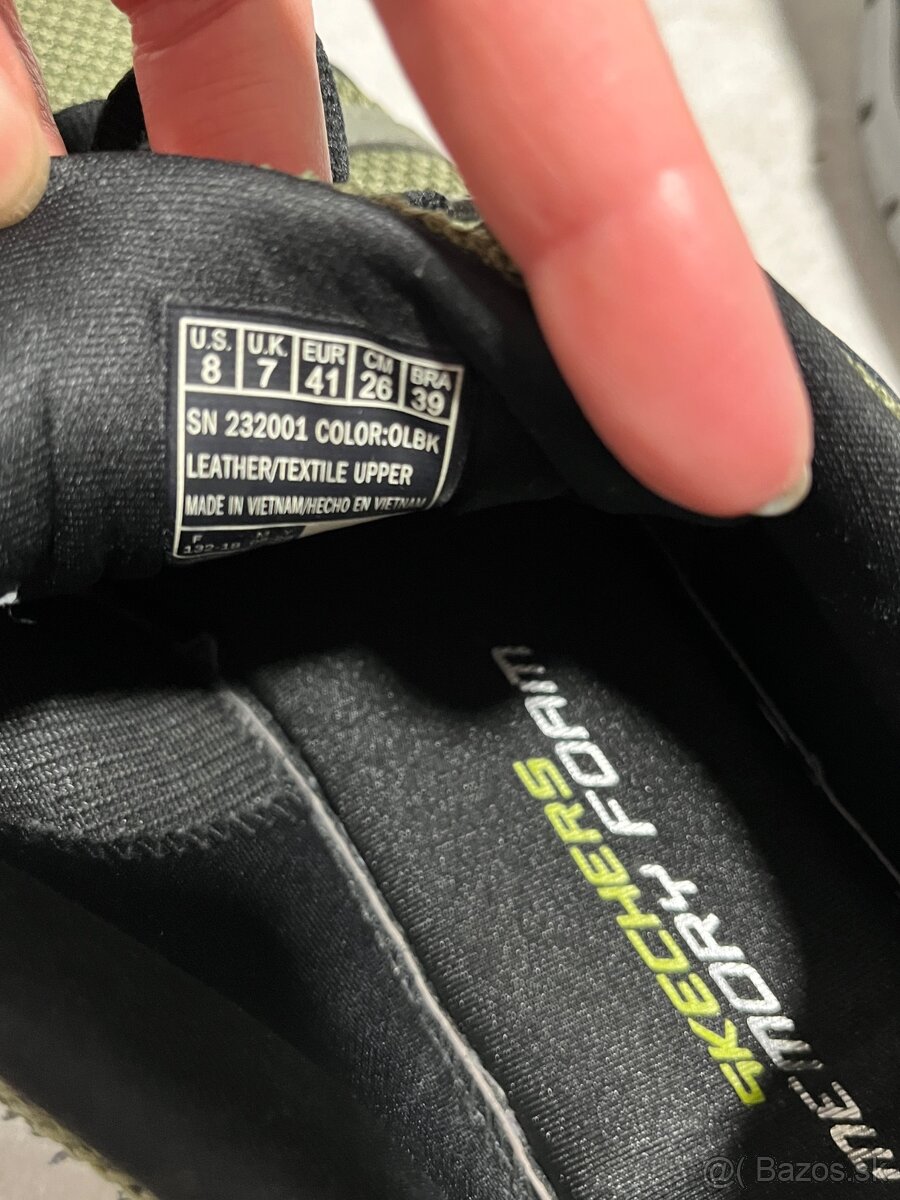 U.S. U.K. EUR CM BRA
8 7 41 26 39
SN 232001 COLOR:OLBK
LEATHER/TEXTILE UPPER
MADE IN VIETNAM/HECHO EN VIETNAM
F
SKECHERS
MEMORY FOAM
@( Bazos.sk